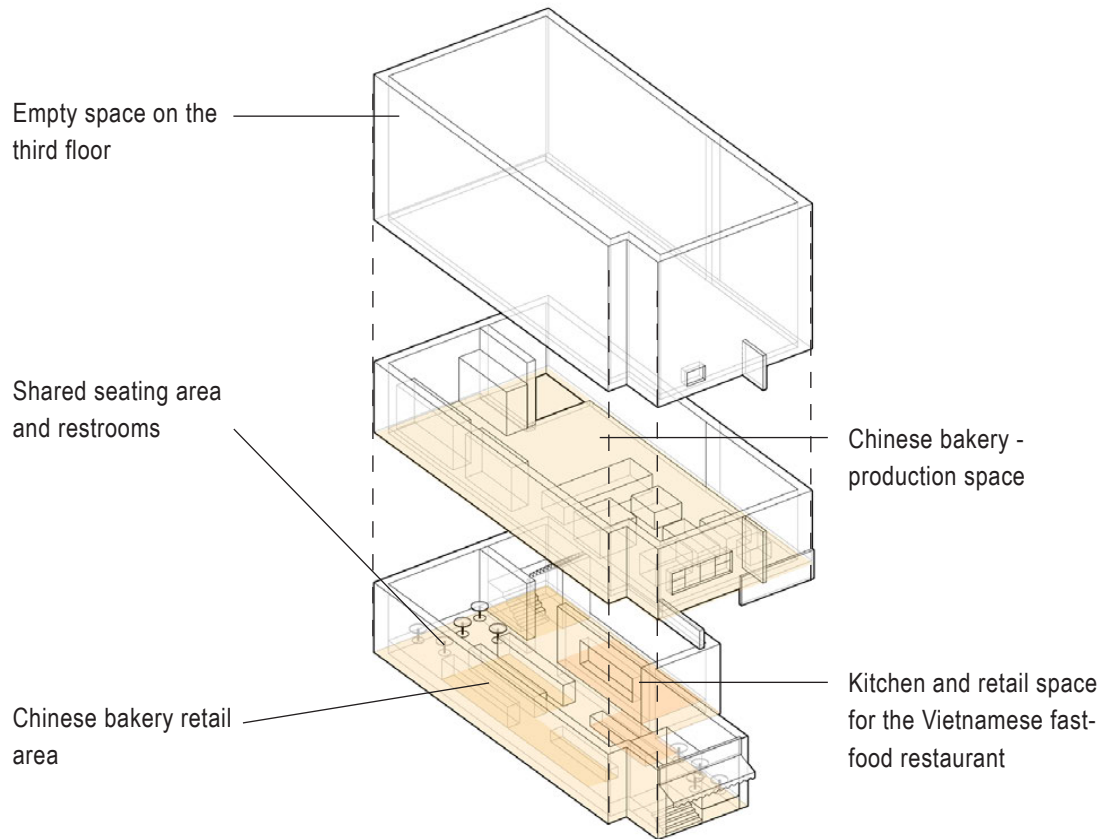 Empty space on the
third floor
Shared seating area
and restrooms
Chinese bakery -
production space
Chinese bakery retail
area
Kitchen and retail space
for the Vietnamese fast-
food restaurant